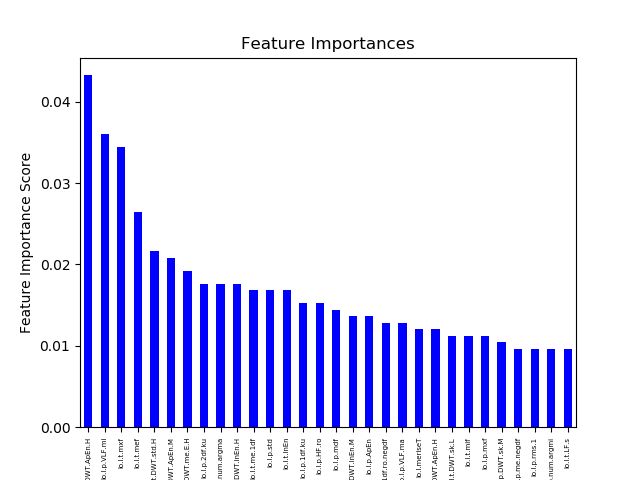 Feature Importances
Feature Importance Score
0.04
0.03
0.02
0.01
0.00
DWT.ApEn.H
lo.l.p.VLF.ml
lo.l.t.mxf
lo.l.t.mef
t.DWT.std.H
DWT.ApEn.M
DWT.me.E.H
lo.l.p.2df.ku
num.argma
DWT.lnEn.H
lo.l.t.me.1df
lo.l.p.std
lo.l.t.lnEn
lo.l.p.1df.ku
lo.l.p.HF.ro
lo.l.p.mdf
DWT.lnEn.M
lo.l.p.ApEn
1df.ro.negdf
o.l.p.VLF.ma
lo.l.meriseT
DWT.ApEn.H
l.t.DWT.sk.L
lo.l.t.mif
lo.l.p.mxf
p.DWT.sk.M
p.me.negdf
lo.l.p.rms.1
num.argmi
lo.l.t.LF.s